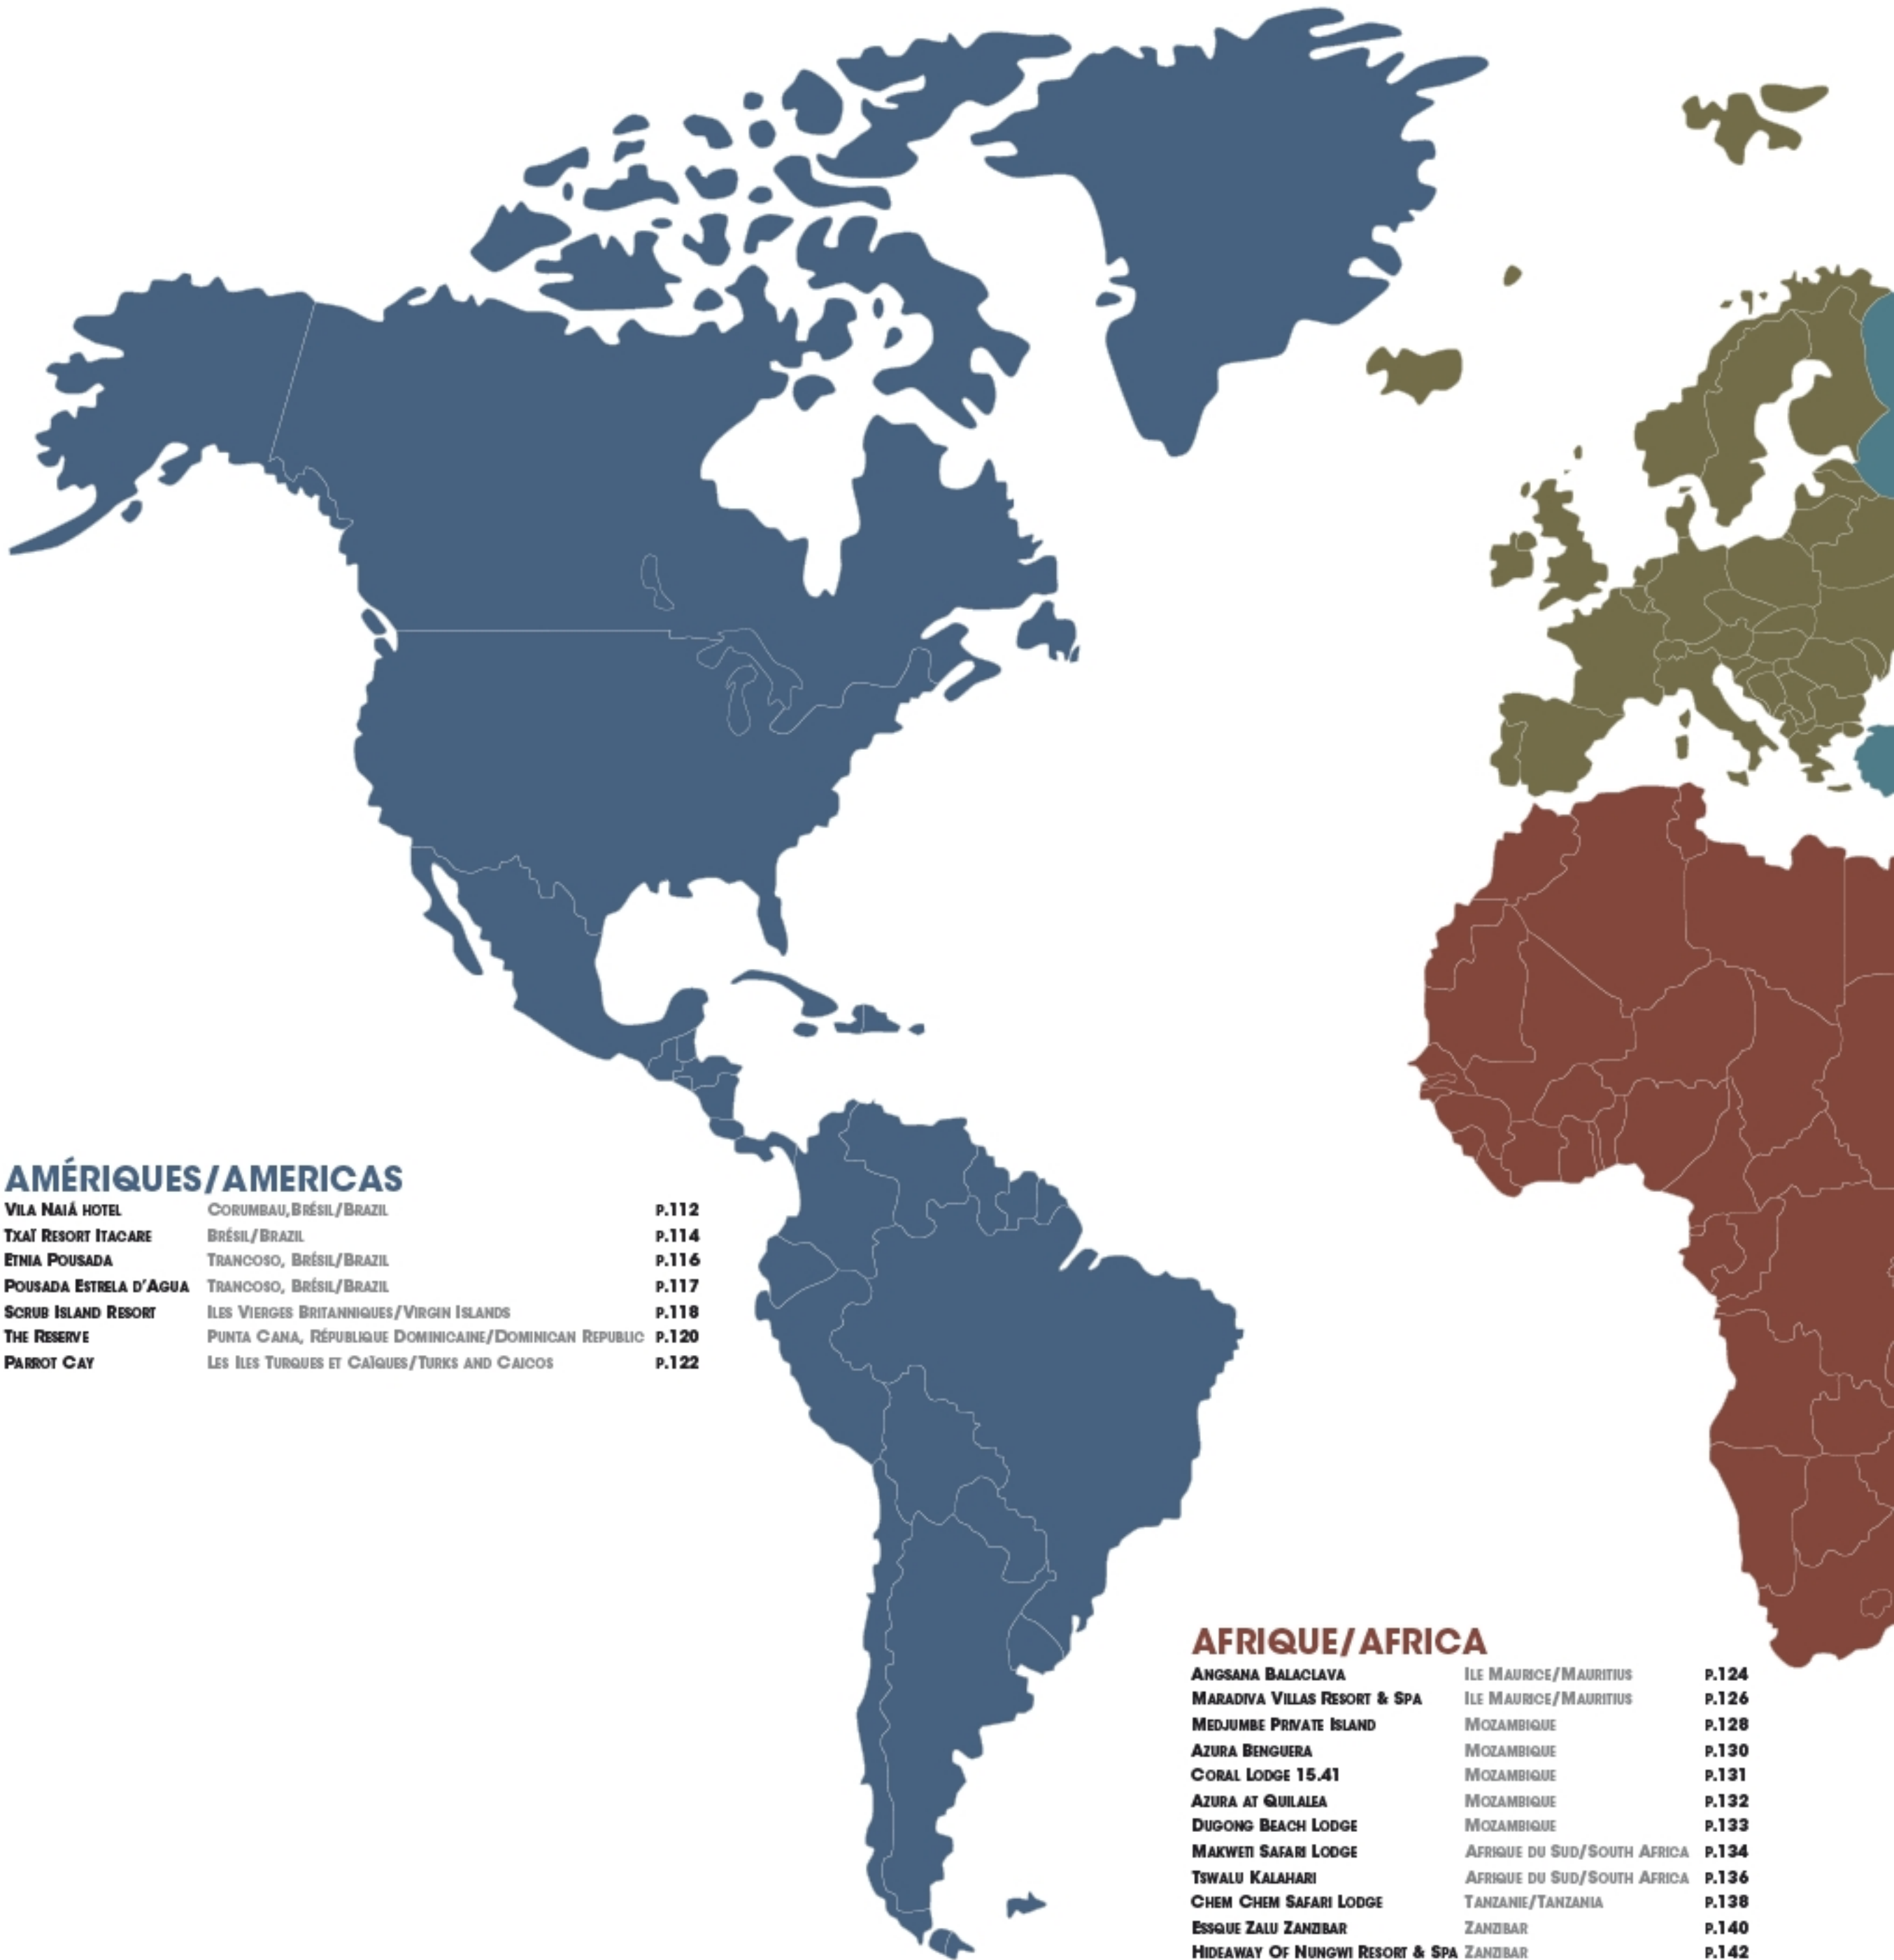 AMÉRIQUES/AMERICAS
VILA NAIÁ HOTEL CORUMBAU,BRÉSIL/BRAZIL P.112
TXAÏ RESORT ITACARE BRÉSIL/BRAZIL P.114
ETNIA POUSADA TRANCOSO, BRÉSIL/BRAZIL P.116
POUSADA ESTRELA D'AGUA TRANCOSO, BRÉSIL/BRAZIL P.117
SCRUB ISLAND RESORT ILES VIERGES BRITANNIQUES/VIRGIN ISLANDS P.118
THE RESERVE PUNTA CANA, RÉPUBLIQUE DOMINICAINE/DOMINICAN REPUBLIC P.120
PARROT CAY LES ILES TURQUES ET CAÏQUES/TURKS AND CAICOS P.122
AFRIQUE/AFRICA
ANGSANA BALACLAVA ILE MAURICE/MAURITIUS P.124
MARADIVA VILLAS RESORT & SPA ILE MAURICE/MAURITIUS P.126
MEDJUMBE PRIVATE ISLAND MOZAMBIQUE P.128
AZURA BENGUERA MOZAMBIQUE P.130
CORAL LODGE 15.41 MOZAMBIQUE P.131
AZURA AT QUILALEA MOZAMBIQUE P.132
DUGONG BEACH LODGE MOZAMBIQUE P.133
MAKWETI SAFARI LODGE AFRIQUE DU SUD/SOUTH AFRICA P.134
TSWALU KALAHARI AFRIQUE DU SUD/SOUTH AFRICA P.136
CHEM CHEM SAFARI LODGE TANZANIE/TANZANIA P.138
ESSQUE ZALU ZANZIBAR ZANZIBAR P.140
HIDEAWAY OF NUNGWI RESORT & SPA ZANZIBAR P.142